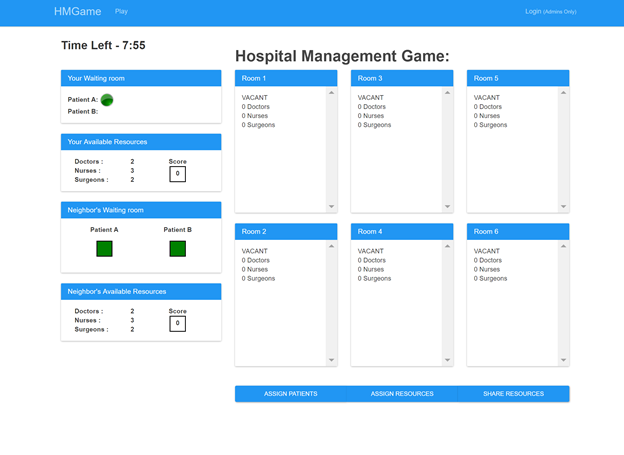 HMGame Play Login (Admins Only)
Time Left - 7:55
Hospital Management Game:
Your Waiting room
Patient A:
Patient B:
Your Available Resources
Doctors : 2 Score
Nurses : 3 0
Surgeons : 2
Neighbor's Waiting room
Patient A Patient B
Neighbor's Available Resources
Doctors : 2 Score
Nurses : 3 0
Surgeons : 2
Room 1
VACANT
0 Doctors
0 Nurses
0 Surgeons
Room 3
VACANT
0 Doctors
0 Nurses
0 Surgeons
Room 5
VACANT
0 Doctors
0 Nurses
0 Surgeons
Room 2
VACANT
0 Doctors
0 Nurses
0 Surgeons
Room 4
VACANT
0 Doctors
0 Nurses
0 Surgeons
Room 6
VACANT
0 Doctors
0 Nurses
0 Surgeons
ASSIGN PATIENTS ASSIGN RESOURCES SHARE RESOURCES